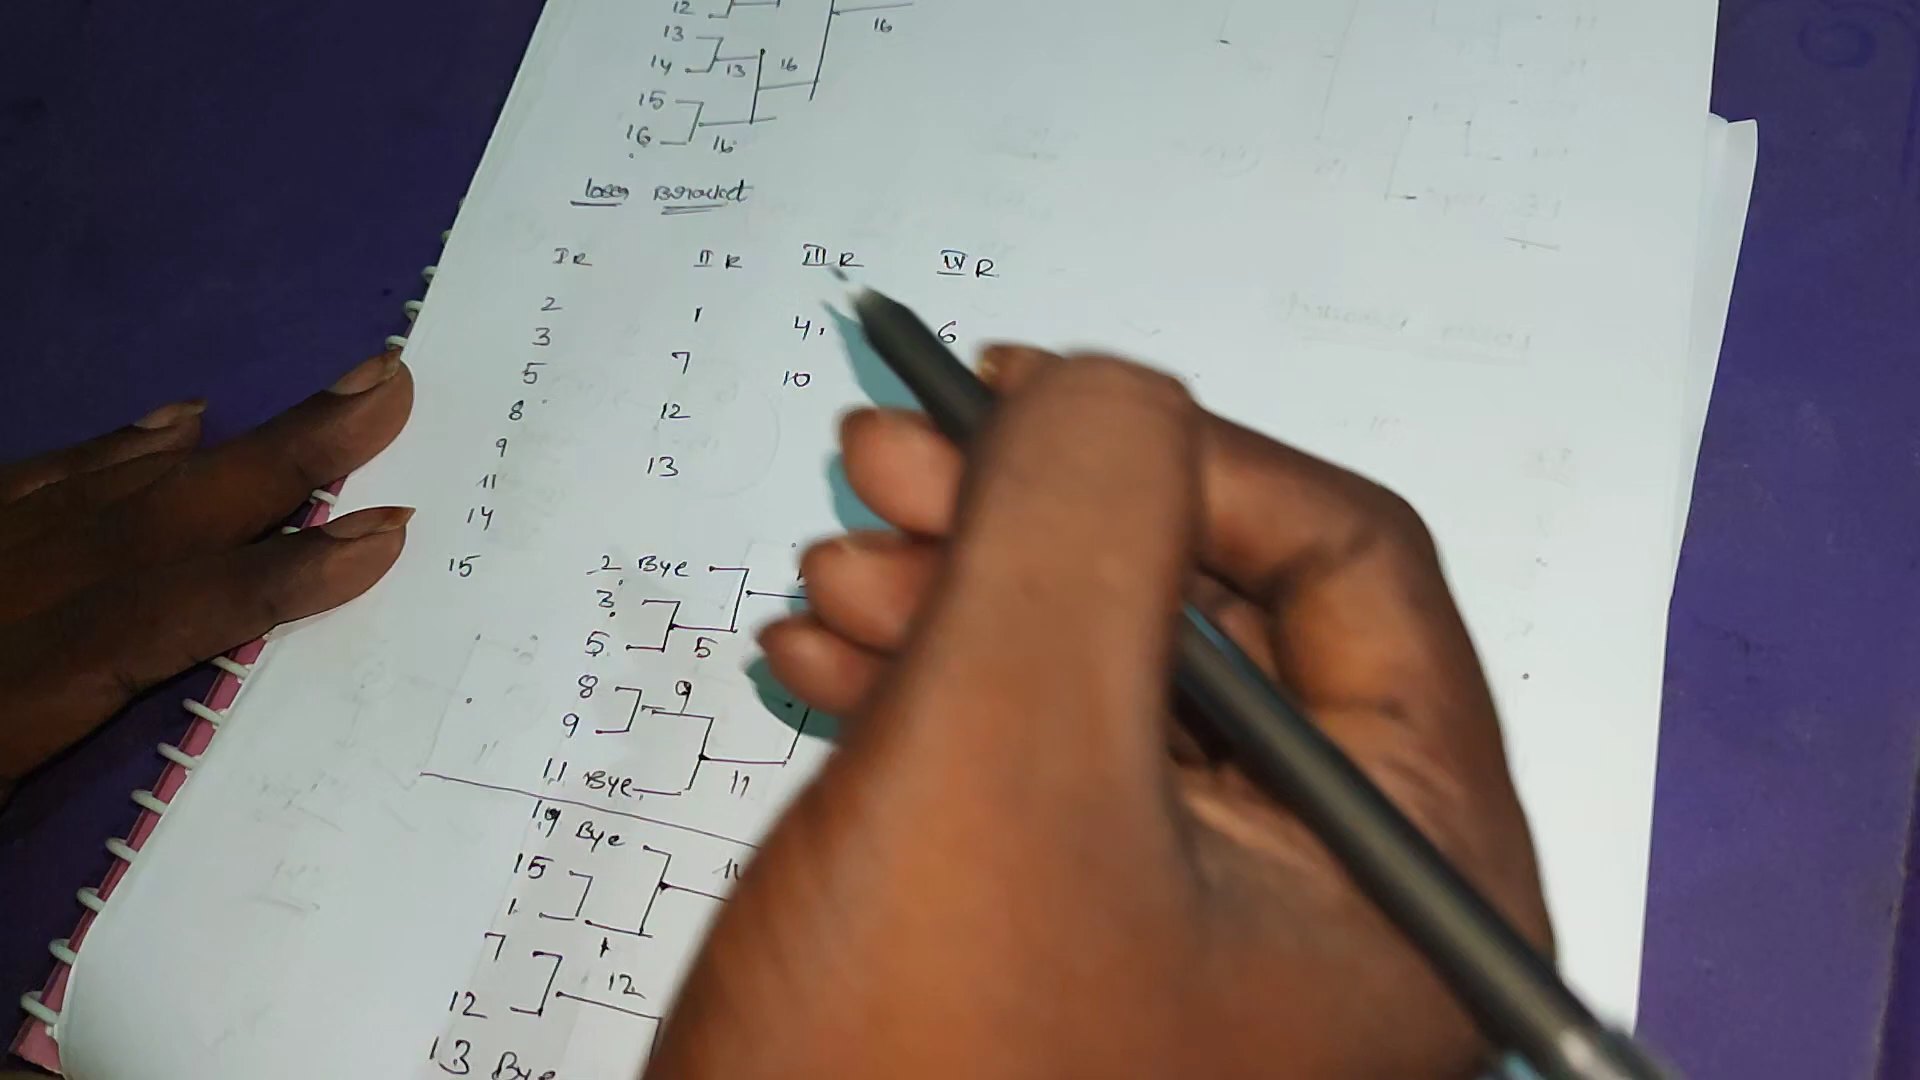 12
16
13
14 13 16
15
16 16
loser Bracket
I R II R III R IV R
2 1 4 6
3 7 10
5 12
8 13
9
11
14
15
2 Bye
3
5 5
8 9
9
11 Bye 11
Bye
15
1 1
7
12 12
13 Bye